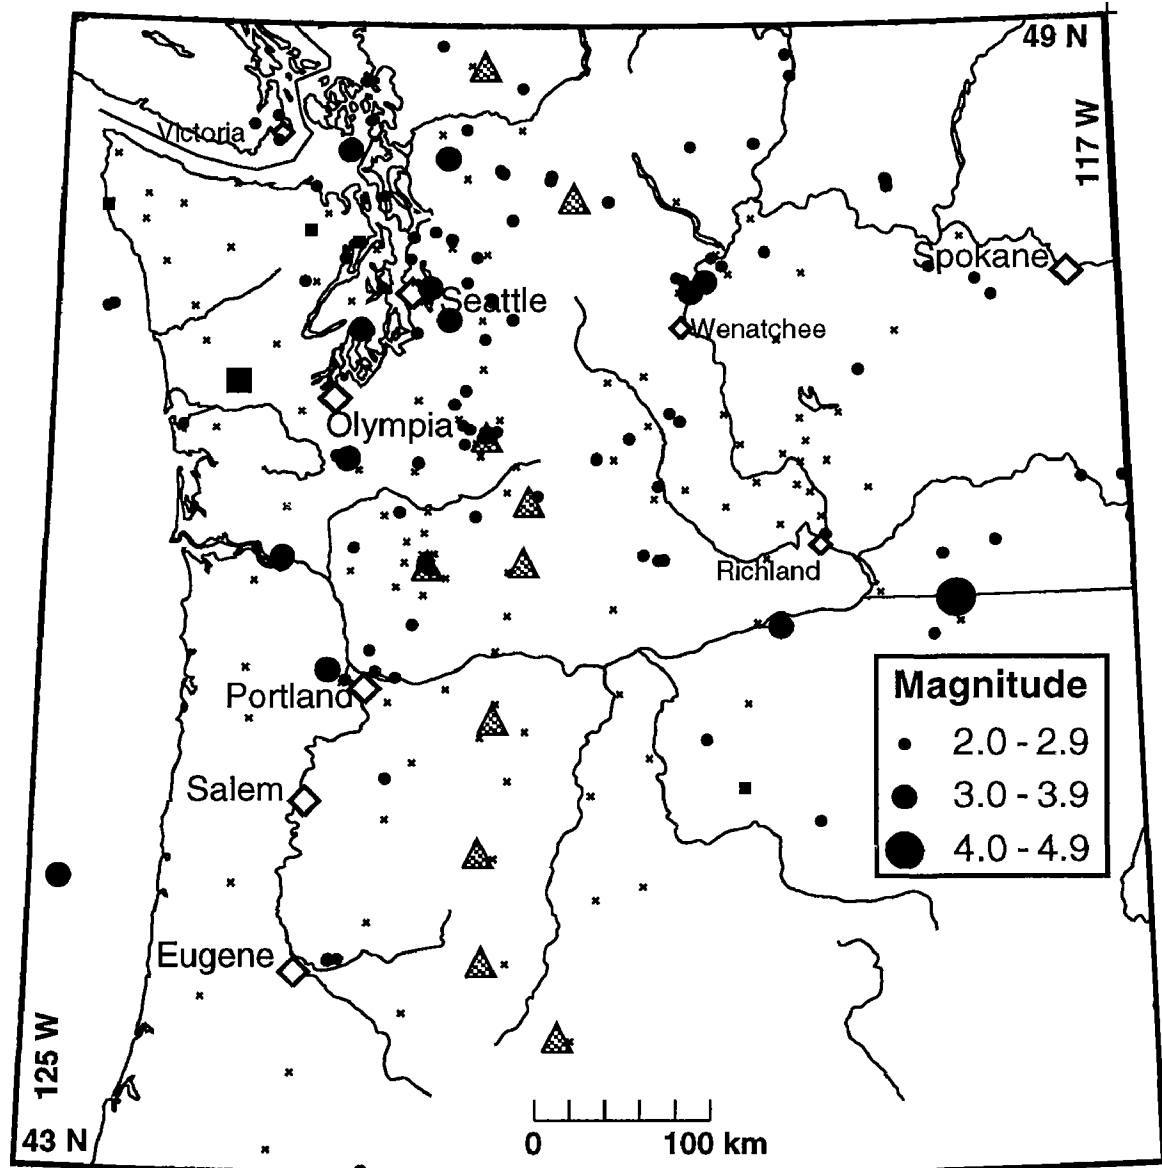 49 N
117 W
Victoria
Spokane
Seattle
Wenatchee
Olympia
Richland
Portland
Magnitude
2.0 - 2.9
3.0 - 3.9
4.0 - 4.9
Salem
Eugene
125 W
43 N
0 100 km